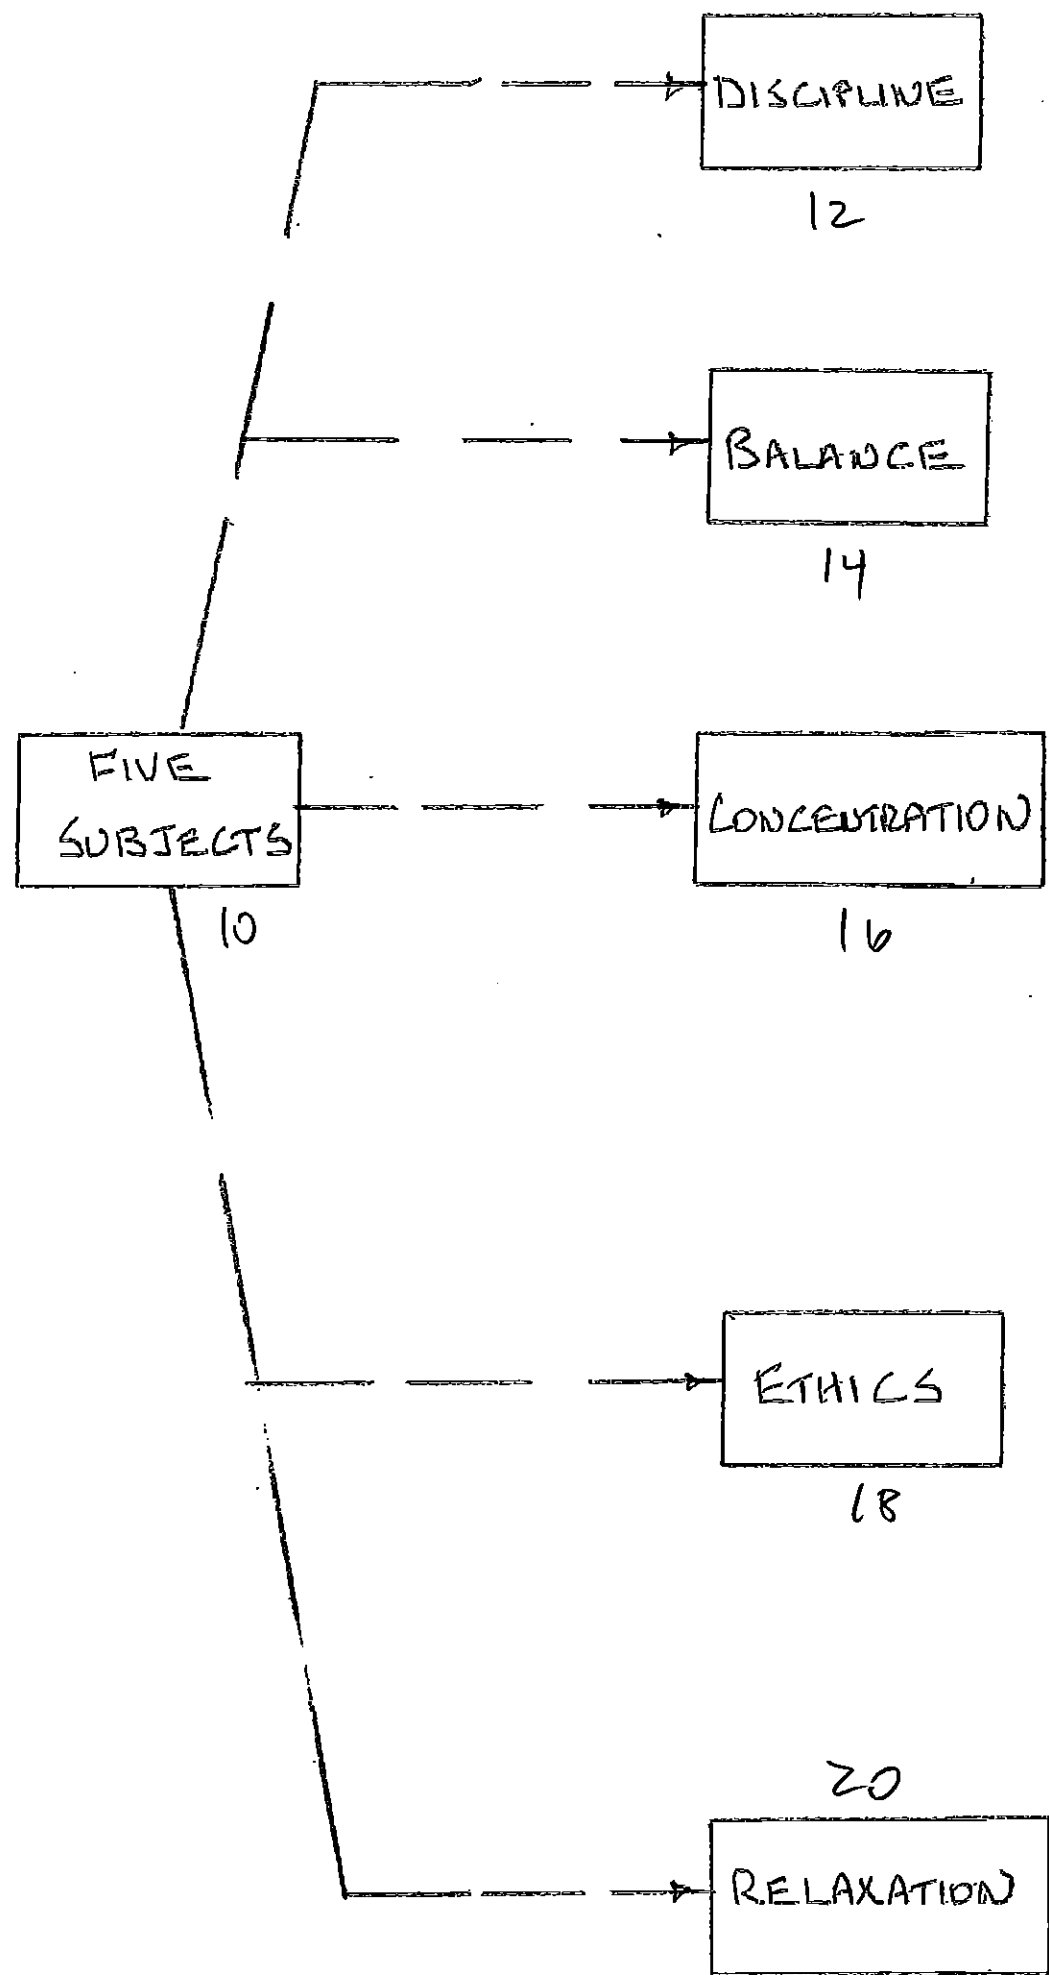 DISCIPLINE
12
BALANCE
14
FIVE
SUBJECTS
10
CONCENTRATION
16
ETHICS
18
20
RELAXATION